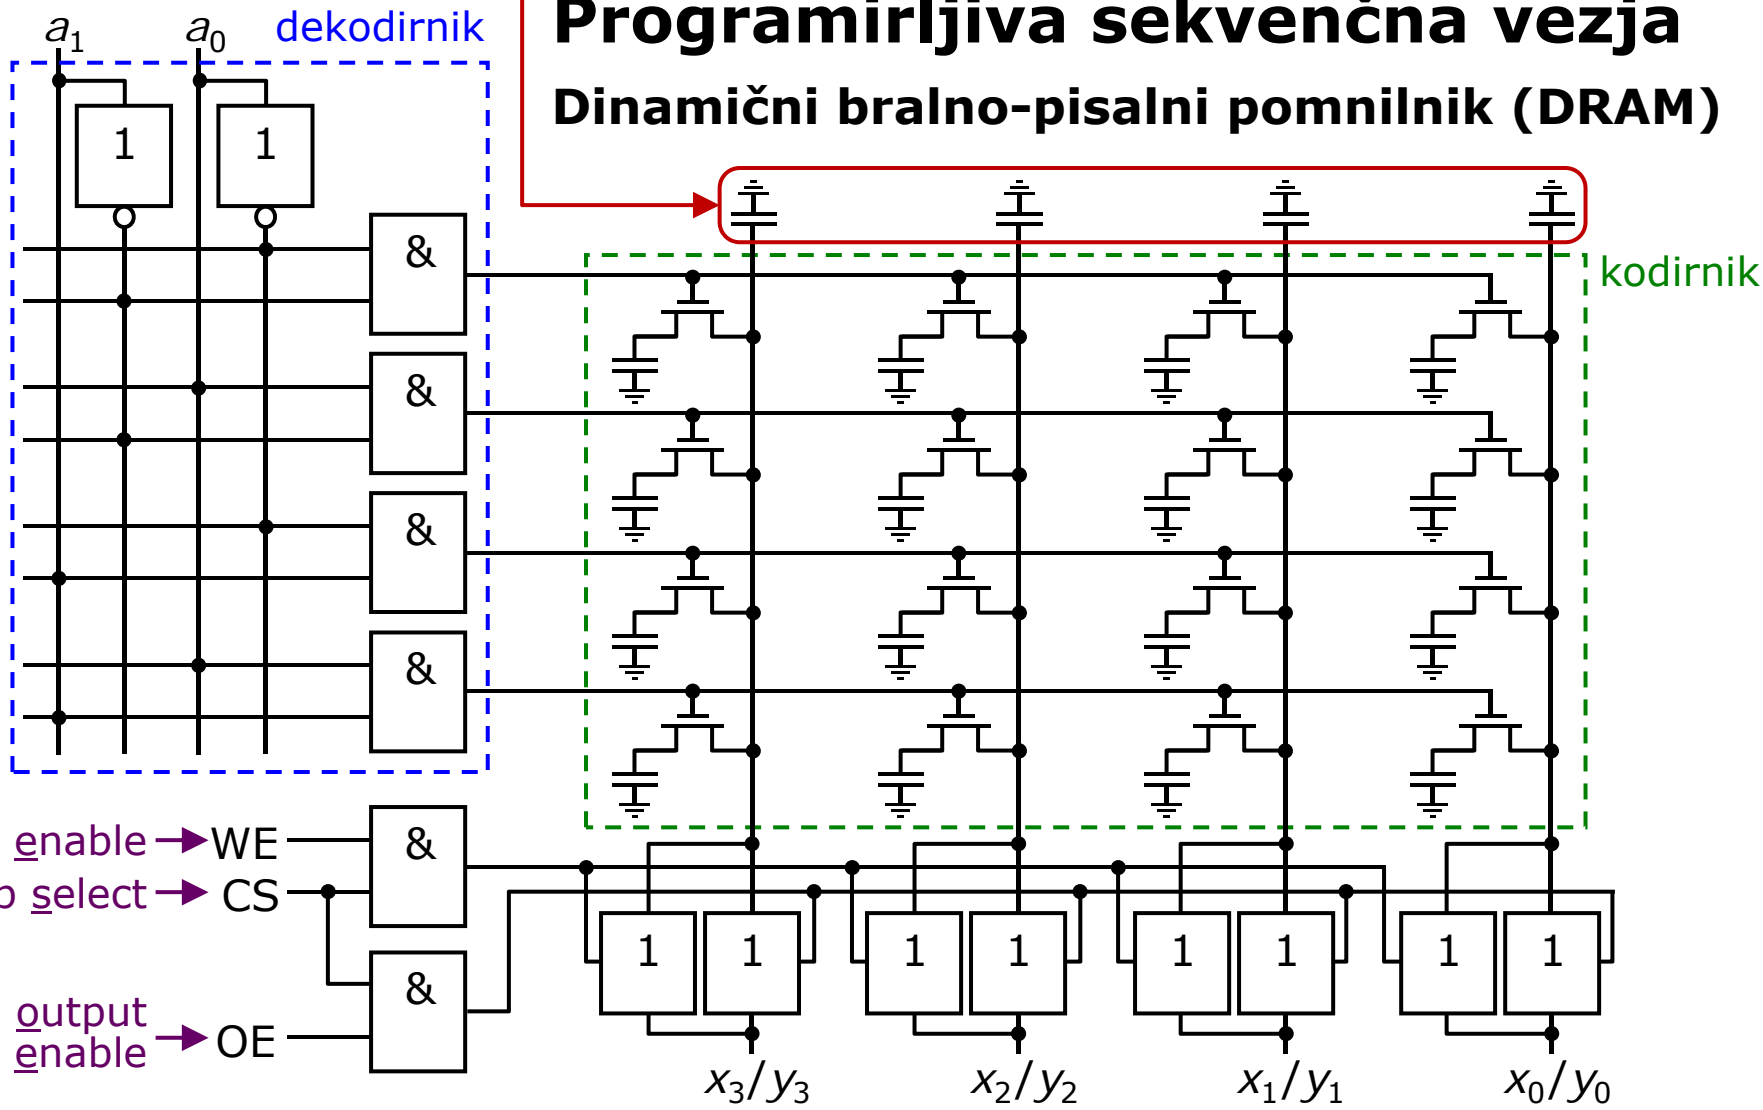 Programirljiva sekvenčna vezja
Dinamični bralno-pisalni pomnilnik (DRAM)
a1 a0 dekodirnik
1 1
&
&
&
&
kodirnik
enable WE
select CS
&
output
enable OE
&
1 1 1 1 1 1 1 1
x3/y3 x2/y2 x1/y1 x0/y0